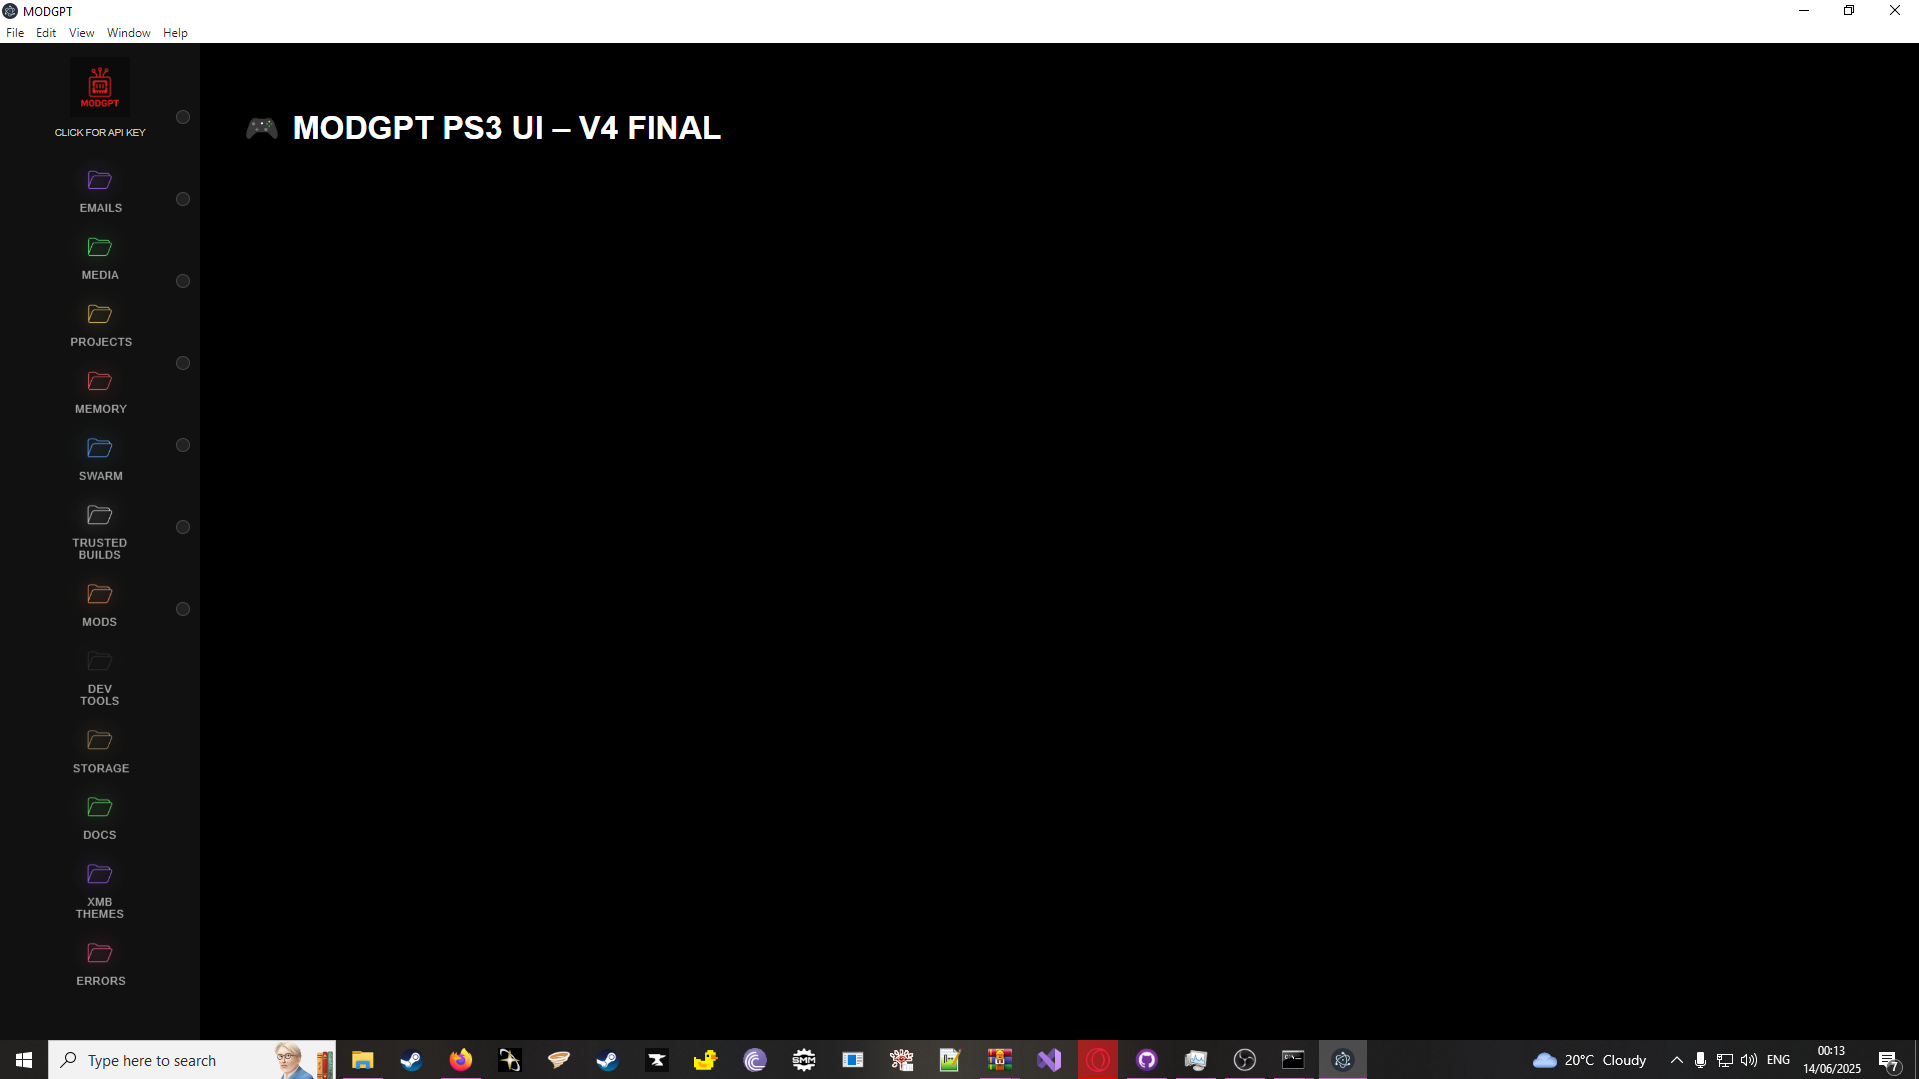 MODGPT
File Edit View Window Help
MODGPT
CLICK FOR API KEY
MODGPT PS3 UI – V4 FINAL
EMAILS
MEDIA
PROJECTS
MEMORY
SWARM
TRUSTED
BUILDS
MODS
DEV
TOOLS
STORAGE
DOCS
XMB
THEMES
ERRORS
Type here to search
SMM
20°C Cloudy
ENG
00:13
14/06/2025
7